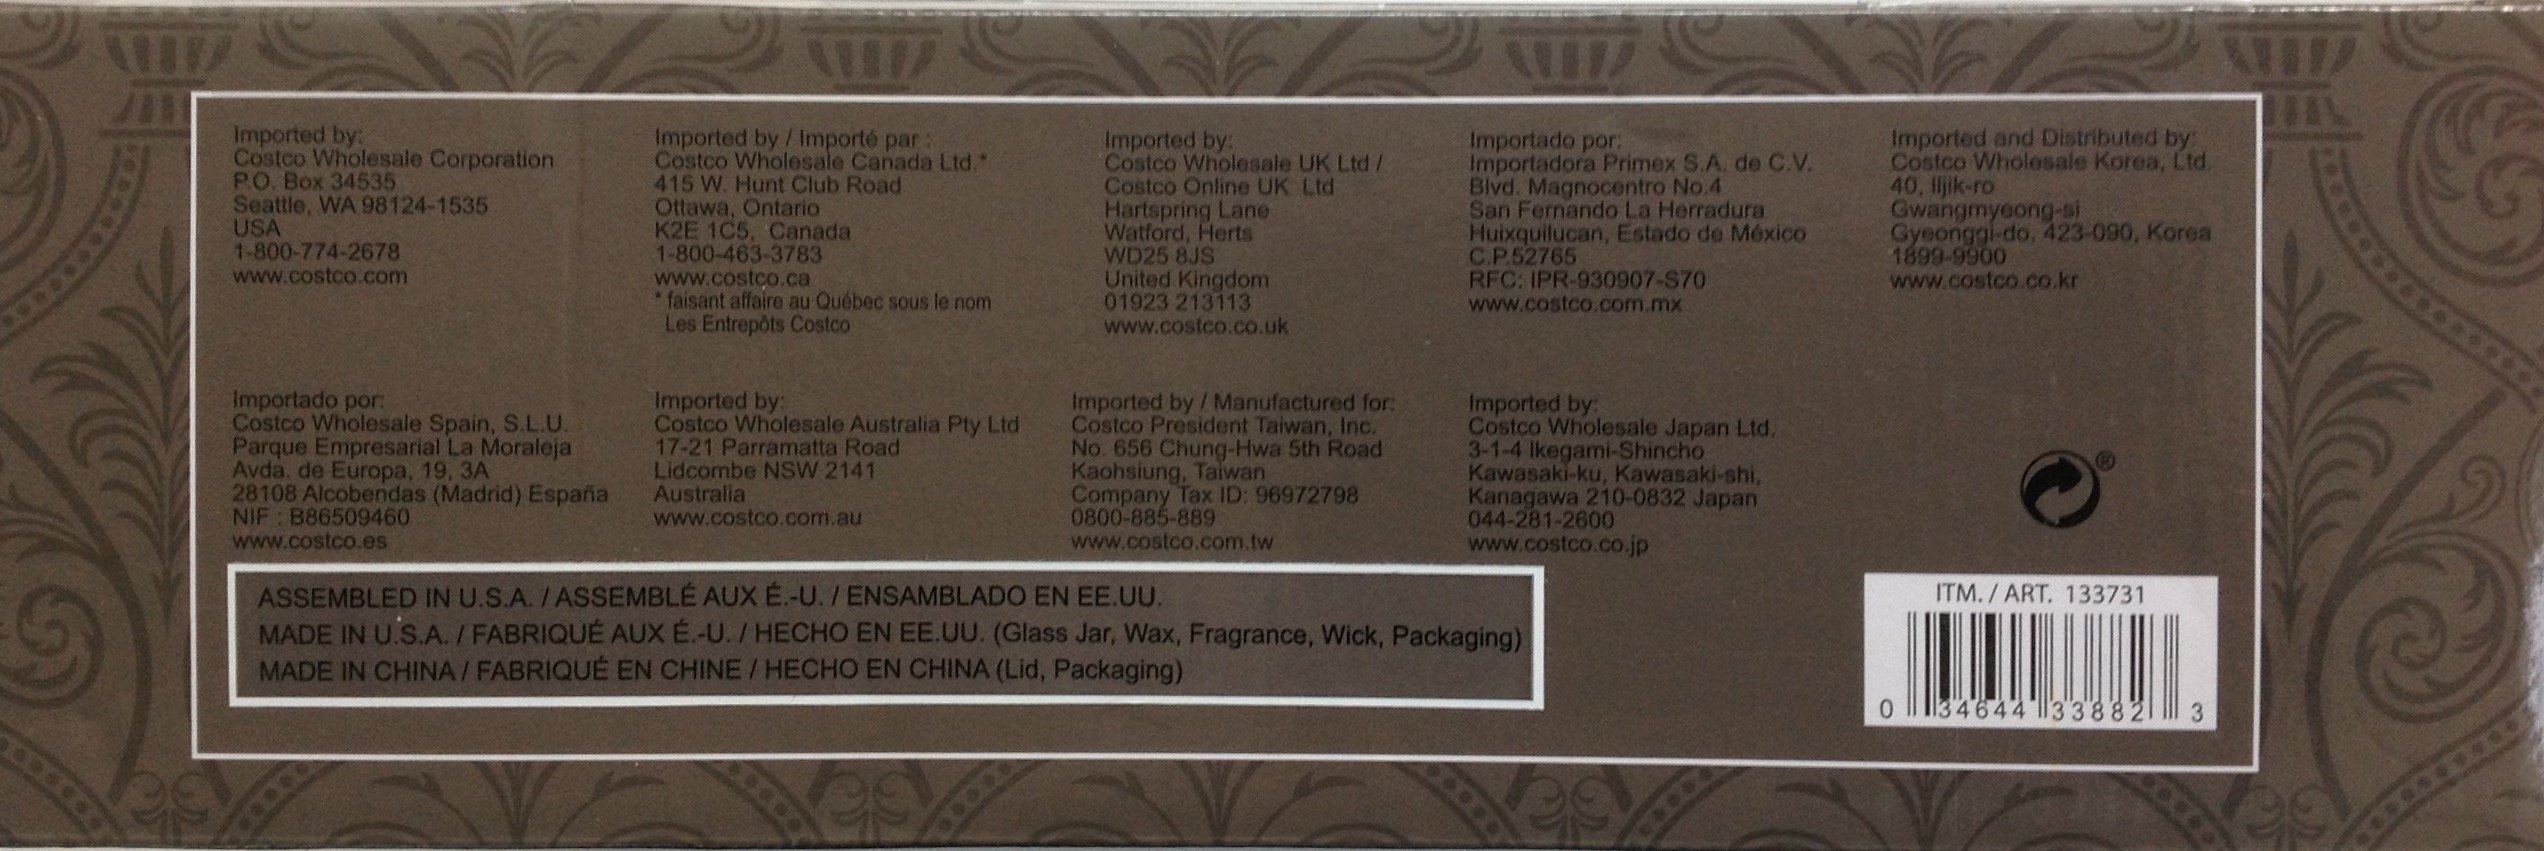 Imported by:
Costco Wholesale Corporation
P.O. Box 34535
Seattle, WA 98124-1535
USA
1-800-774-2678
www.costco.com
Imported by / Importé par :
Costco Wholesale Canada Ltd.*
415 W. Hunt Club Road
Ottawa, Ontario
K2E 1C5, Canada
1-800-463-3783
www.costco.ca
* faisant affaire au Québec sous le nom
Les Entrepôts Costco
Imported by:
Costco Wholesale UK Ltd /
Costco Online UK Ltd
Hartspring Lane
Watford, Herts
WD25 8JS
United Kingdom
01923 213113
www.costco.co.uk
Importado por:
Importadora Primex S.A. de C.V.
Blvd. Magnocentro No.4
San Fernando La Herradura
Huixquilucan, Estado de México
C.P.52765
RFC: IPR-930907-S70
www.costco.com.mx
Imported and Distributed by:
Costco Wholesale Korea, Ltd.
40, Iljik-ro
Gwangmyeong-si
Gyeonggi-do, 423-090, Korea
1899-9900
www.costco.co.kr
Importado por:
Costco Wholesale Spain, S.L.U.
Parque Empresarial La Moraleja
Avda. de Europa, 19, 3A
28108 Alcobendas (Madrid) España
NIF : B86509460
www.costco.es
Imported by:
Costco Wholesale Australia Pty Ltd
17-21 Parramatta Road
Lidcombe NSW 2141
Australia
www.costco.com.au
Imported by / Manufactured for:
Costco President Taiwan, Inc.
No. 656 Chung-Hwa 5th Road
Kaohsiung, Taiwan
Company Tax ID: 96972798
0800-885-889
www.costco.com.tw
Imported by:
Costco Wholesale Japan Ltd.
3-1-4 Ikegami-Shincho
Kawasaki-ku, Kawasaki-shi,
Kanagawa 210-0832 Japan
044-281-2600
www.costco.co.jp
®
ASSEMBLED IN U.S.A. / ASSEMBLÉ AUX É.-U. / ENSAMBLADO EN EE.UU.
MADE IN U.S.A. / FABRIQUÉ AUX É.-U. / HECHO EN EE.UU. (Glass Jar, Wax, Fragrance, Wick, Packaging)
MADE IN CHINA / FABRIQUÉ EN CHINE / HECHO EN CHINA (Lid, Packaging)
ITM. / ART. 133731
0 34644 33882 3